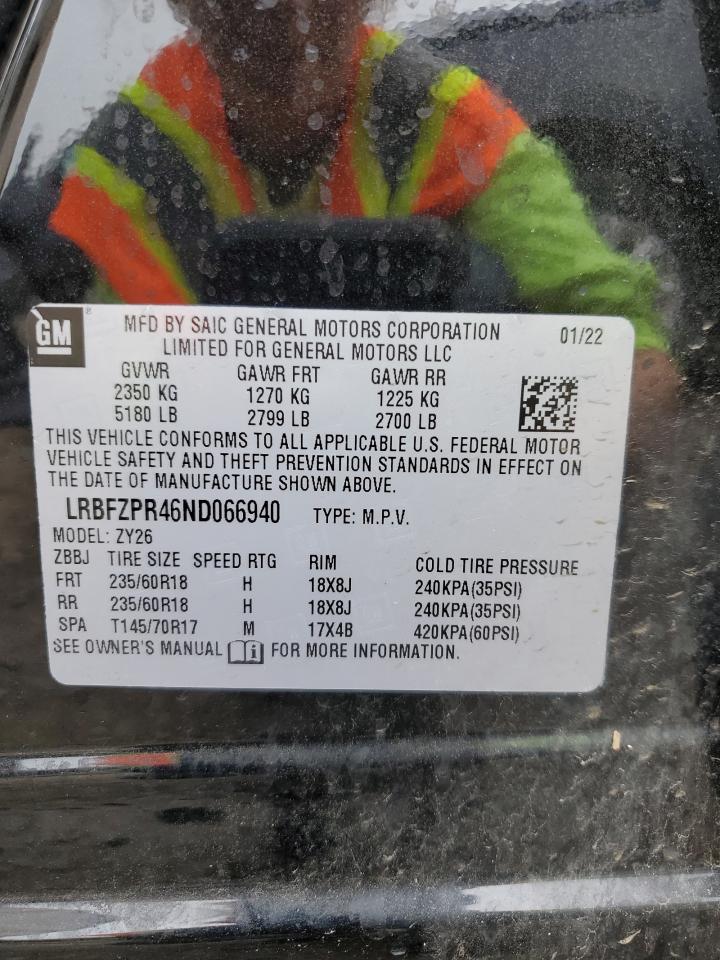 GM ® MFD BY SAIC GENERAL MOTORS CORPORATION 01/22
LIMITED FOR GENERAL MOTORS LLC
GVWR GAWR FRT GAWR RR
2350 KG 1270 KG 1225 KG
5180 LB 2799 LB 2700 LB
THIS VEHICLE CONFORMS TO ALL APPLICABLE U.S. FEDERAL MOTOR
VEHICLE SAFETY AND THEFT PREVENTION STANDARDS IN EFFECT ON
THE DATE OF MANUFACTURE SHOWN ABOVE.
LRBFZPR46ND066940 TYPE: M.P.V.
MODEL: ZY26
ZBBJ TIRE SIZE SPEED RTG RIM COLD TIRE PRESSURE
FRT 235/60R18 H 18X8J 240KPA(35PSI)
RR 235/60R18 H 18X8J 240KPA(35PSI)
SPA T145/70R17 M 17X4B 420KPA(60PSI)
SEE OWNER'S MANUAL i FOR MORE INFORMATION.